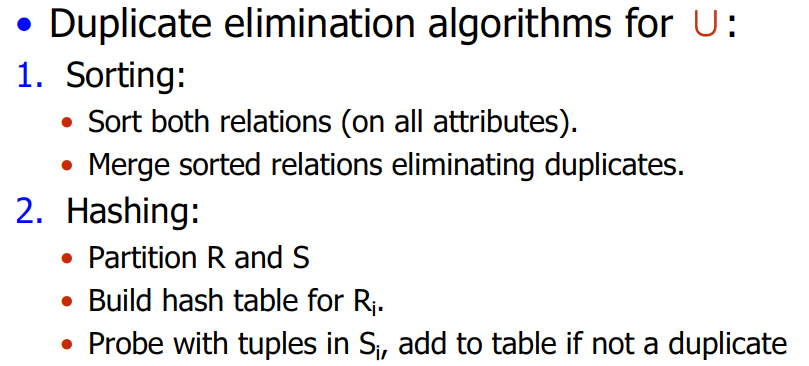 • Duplicate elimination algorithms for ∪:
1. Sorting:
• Sort both relations (on all attributes).
• Merge sorted relations eliminating duplicates.
2. Hashing:
• Partition R and S
• Build hash table for Rᵢ.
• Probe with tuples in Sᵢ, add to table if not a duplicate